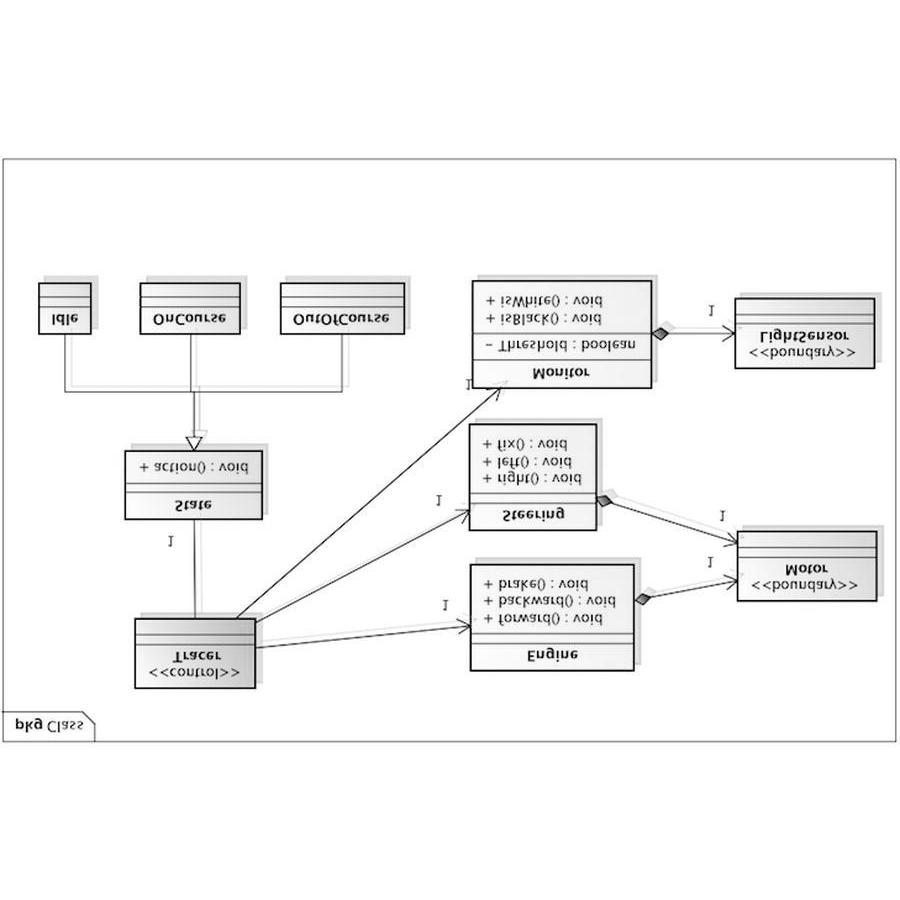 pkg Class
<<control>>
Tracer
1
1
1
1
<<boundary>>
Motor
1
1
Engine
+ forward() : void
+ backward() : void
+ brake() : void
Steering
+ right() : void
+ left() : void
+ fix() : void
State
+ action() : void
Monitor
- Threshold : boolean
+ isBlack() : void
+ isWhite() : void
1
<<boundary>>
LightSensor
Idle
OnCourse
OutOfCourse